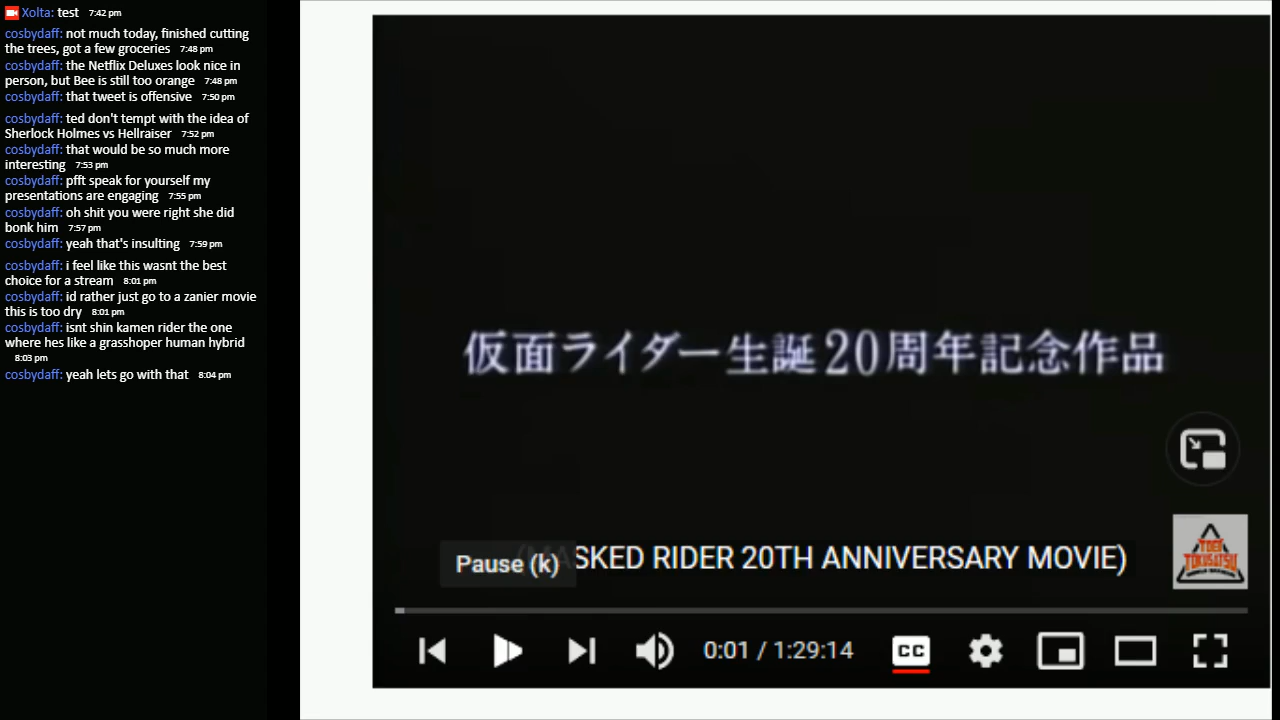 Xolta: test 7:42 pm
cosbydaff: not much today, finished cutting
the trees, got a few groceries 7:48 pm
cosbydaff: the Netflix Deluxes look nice in
person, but Bee is still too orange 7:48 pm
cosbydaff: that tweet is offensive 7:50 pm
cosbydaff: ted don't tempt with the idea of
Sherlock Holmes vs Hellraiser 7:52 pm
cosbydaff: that would be so much more
interesting 7:53 pm
cosbydaff: pfft speak for yourself my
presentations are engaging 7:55 pm
cosbydaff: oh shit you were right she did
bonk him 7:57 pm
cosbydaff: yeah that's insulting 7:59 pm
cosbydaff: i feel like this wasnt the best
choice for a stream 8:01 pm
cosbydaff: id rather just go to a zanier movie
this is too dry 8:01 pm
cosbydaff: isnt shin kamen rider the one
where hes like a grasshoper human hybrid
8:03 pm
cosbydaff: yeah lets go with that 8:04 pm
仮面ライダー生誕20周年記念作品
(MASKED RIDER 20TH ANNIVERSARY MOVIE)
Pause (k)
TOEI
TOKUSATSU
0:01 / 1:29:14
CC